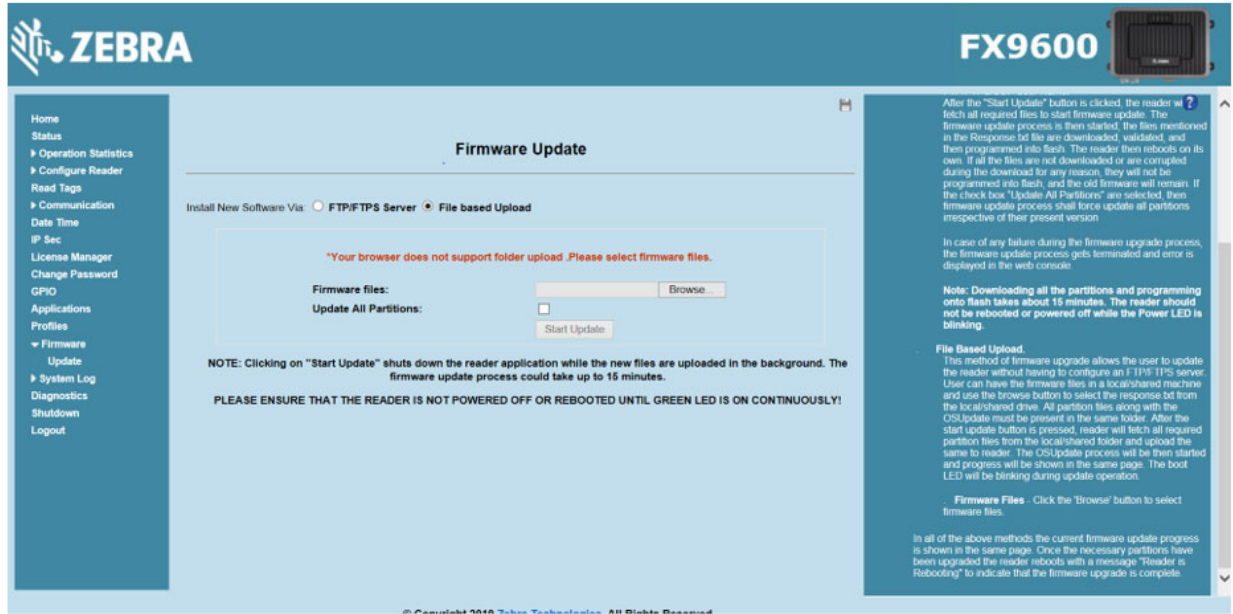 ZEBRA
FX9600
Home
Status
Operation Statistics
Configure Reader
Read Tags
Communication
Date Time
IP Sec
License Manager
Change Password
GPIO
Applications
Profiles
Firmware
Update
System Log
Diagnostics
Shutdown
Logout
Firmware Update
Install New Software Via: FTP/FTPS Server File based Upload
*Your browser does not support folder upload .Please select firmware files.
Firmware files: Browse...
Update All Partitions:
Start Update
NOTE: Clicking on "Start Update" shuts down the reader application while the new files are uploaded in the background. The
firmware update process could take up to 15 minutes.
PLEASE ENSURE THAT THE READER IS NOT POWERED OFF OR REBOOTED UNTIL GREEN LED IS ON CONTINUOUSLY!
After the "Start Update" button is clicked, the reader w ?
fetch all required files to start firmware update. The
firmware update process is then started, the files mentioned
in the Response.txt file are downloaded, validated, and
then programmed into flash. The reader then reboots on its
own. If all the files are not downloaded or are corrupted
during the download for any reason, they will not be
programmed into flash, and the old firmware will remain. If
the check box "Update All Partitions" are selected, then
firmware update process shall force update all partitions
irrespective of their present version
In case of any failure during the firmware upgrade process,
the firmware update process gets terminated and error is
displayed in the web console.
Note: Downloading all the partitions and programming
onto flash takes about 15 minutes. The reader should
not be rebooted or powered off while the Power LED is
blinking.
File Based Upload.
This method of firmware upgrade allows the user to update
the reader without having to configure an FTP/FTPS server.
User can have the firmware files in a local/shared machine
and use the browse button to select the response.txt from
the local/shared drive. All partition files along with the
OSUpdate must be present in the same folder. After the
start update button is pressed, reader will fetch all required
partition files from the local/shared folder and upload the
same to reader. The OSUpdate process will be then started
and progress will be shown in the same page. The boot
LED will be blinking during update operation.
. Firmware Files - Click the 'Browse' button to select
firmware files.
In all of the above methods the current firmware update progress
is shown in the same page. Once the necessary partitions have
been upgraded the reader reboots with a message "Reader is
Rebooting" to indicate that the firmware upgrade is complete.
© Copyright 2019 Zebra Technologies. All Rights Reserved.